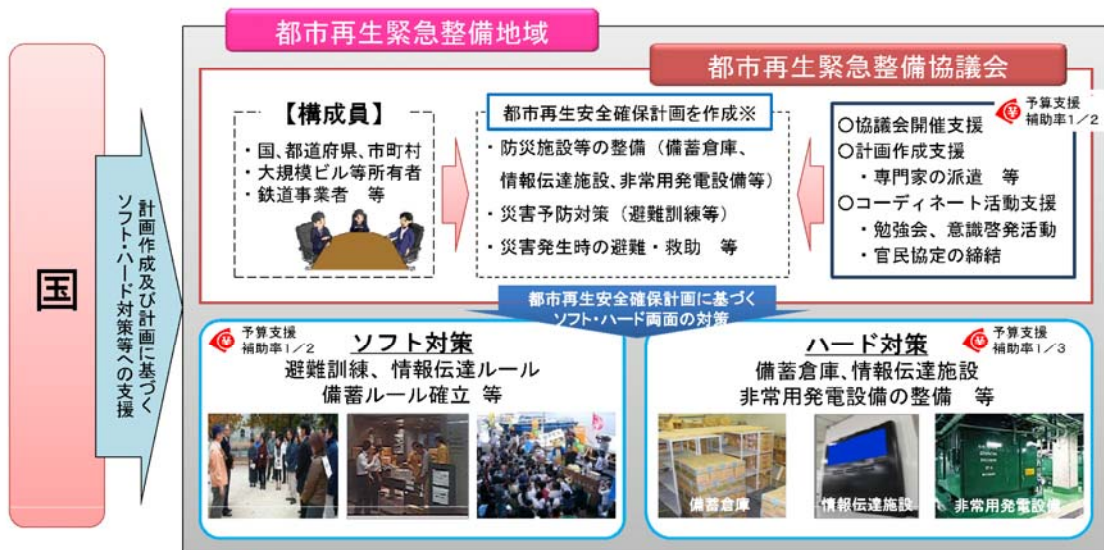 都市再生緊急整備地域
都市再生緊急整備協議会
国
計画作成及び計画に基づく
ソフト・ハード対策等への支援
【構成員】
・国、都道府県、市町村
・大規模ビル等所有者
・鉄道事業者 等
都市再生安全確保計画を作成※
・防災施設等の整備（備蓄倉庫、
情報伝達施設、非常用発電設備等）
・災害予防対策（避難訓練等）
・災害発生時の避難・救助 等
予算支援
補助率1／2
○協議会開催支援
○計画作成支援
・専門家の派遣 等
○コーディネート活動支援
・勉強会、意識啓発活動
・官民協定の締結
都市再生安全確保計画に基づく
ソフト・ハード両面の対策
予算支援
補助率1／2
ソフト対策
避難訓練、情報伝達ルール
備蓄ルール確立 等
ハード対策
予算支援
補助率1／3
備蓄倉庫、情報伝達施設
非常用発電設備の整備 等
備蓄倉庫
情報伝達施設
非常用発電設備